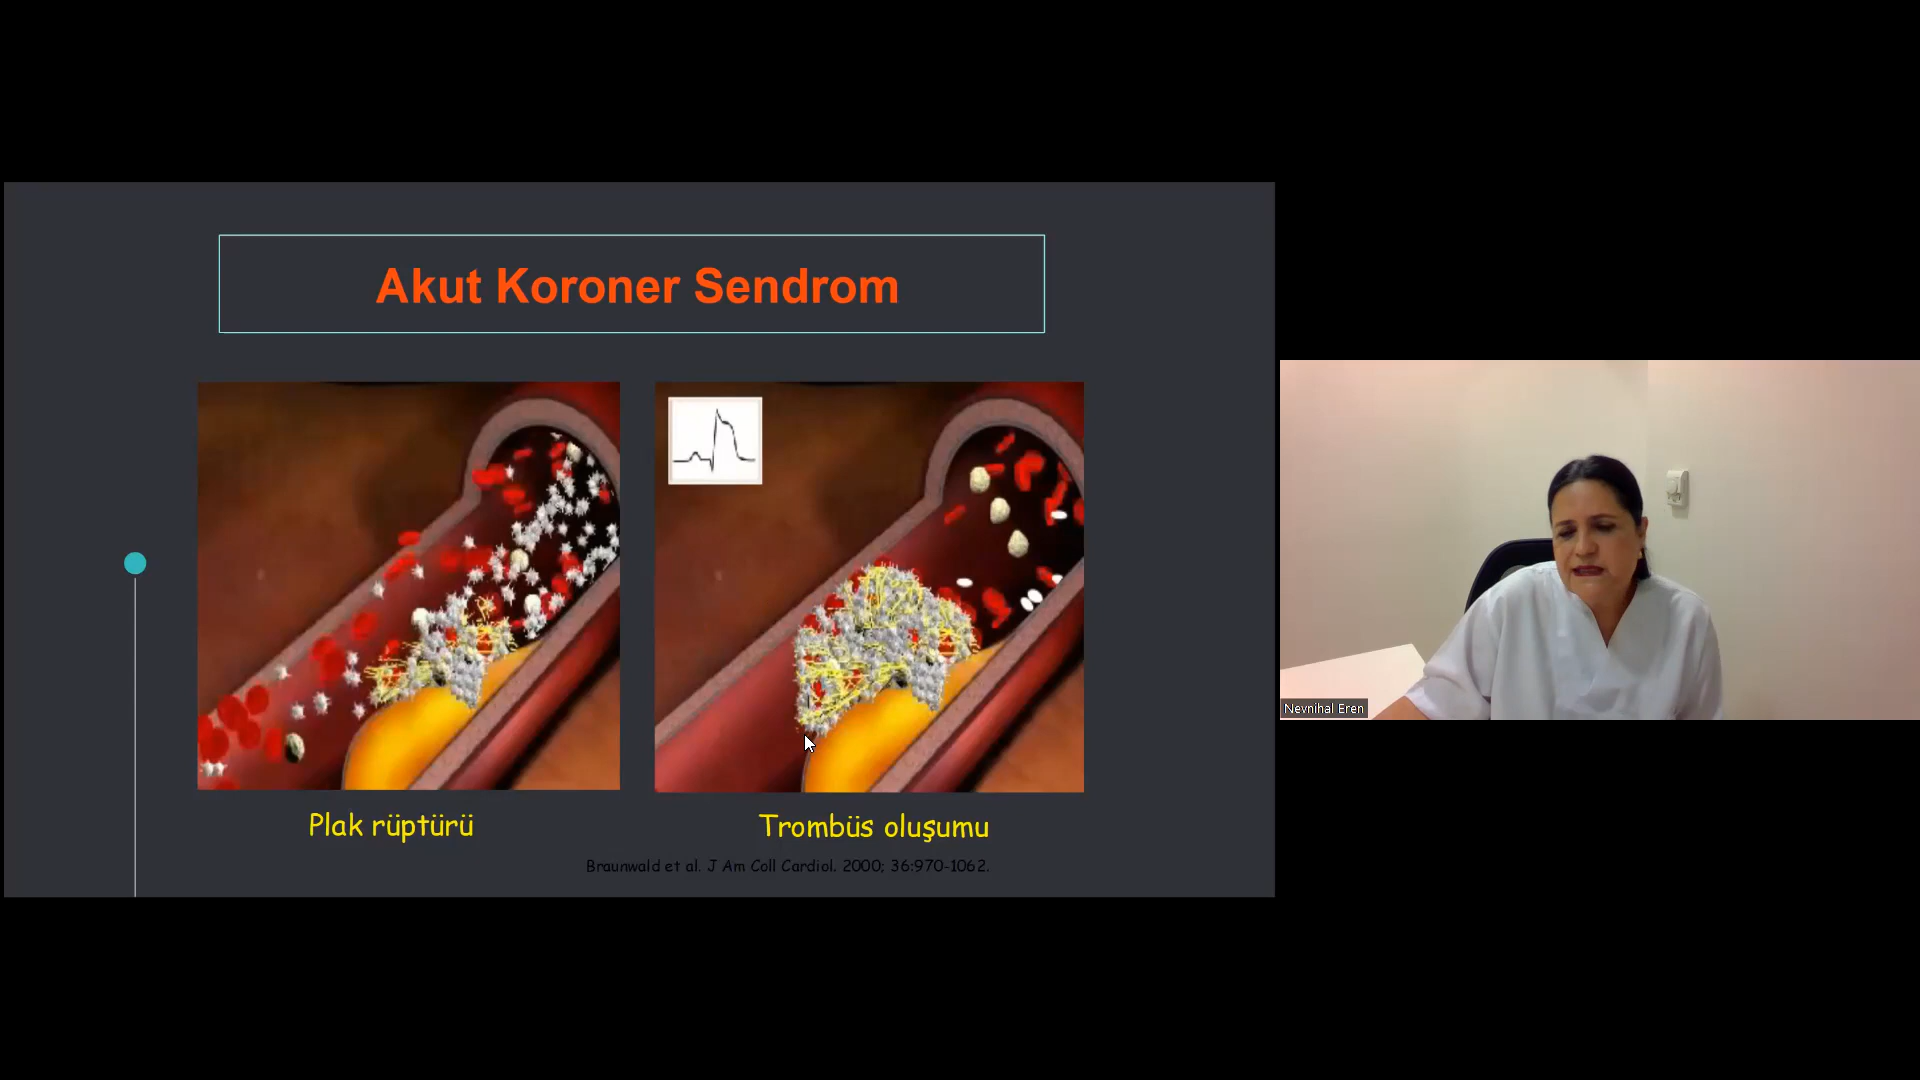 Akut Koroner Sendrom
Plak rüptürü
Trombüs oluşumu
Braunwald et al. J Am Coll Cardiol. 2000; 36:970-1062.
Nevnihal Eren